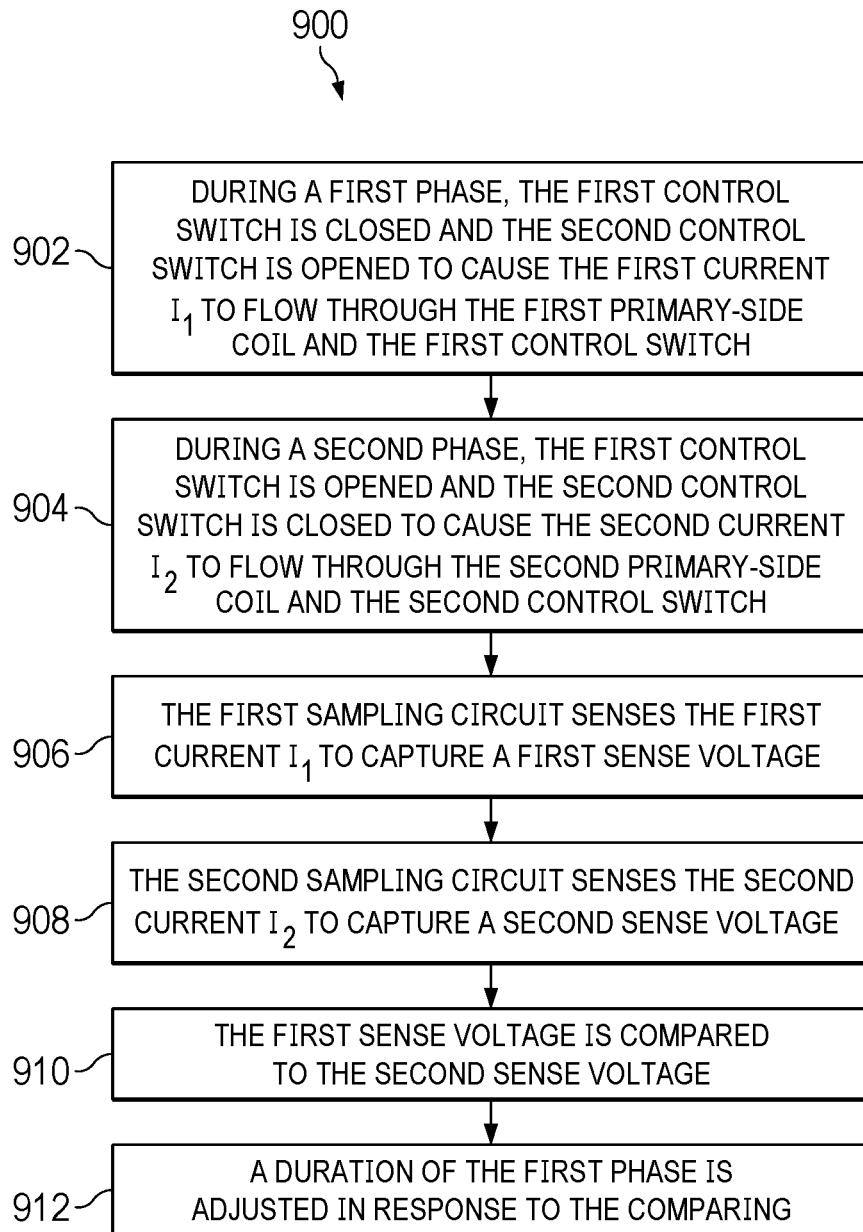 900
902
DURING A FIRST PHASE, THE FIRST CONTROL
SWITCH IS CLOSED AND THE SECOND CONTROL
SWITCH IS OPENED TO CAUSE THE FIRST CURRENT
I1 TO FLOW THROUGH THE FIRST PRIMARY-SIDE
COIL AND THE FIRST CONTROL SWITCH
904
DURING A SECOND PHASE, THE FIRST CONTROL
SWITCH IS OPENED AND THE SECOND CONTROL
SWITCH IS CLOSED TO CAUSE THE SECOND CURRENT
I2 TO FLOW THROUGH THE SECOND PRIMARY-SIDE
COIL AND THE SECOND CONTROL SWITCH
906
THE FIRST SAMPLING CIRCUIT SENSES THE FIRST
CURRENT I1 TO CAPTURE A FIRST SENSE VOLTAGE
908
THE SECOND SAMPLING CIRCUIT SENSES THE SECOND
CURRENT I2 TO CAPTURE A SECOND SENSE VOLTAGE
910
THE FIRST SENSE VOLTAGE IS COMPARED
TO THE SECOND SENSE VOLTAGE
912
A DURATION OF THE FIRST PHASE IS
ADJUSTED IN RESPONSE TO THE COMPARING